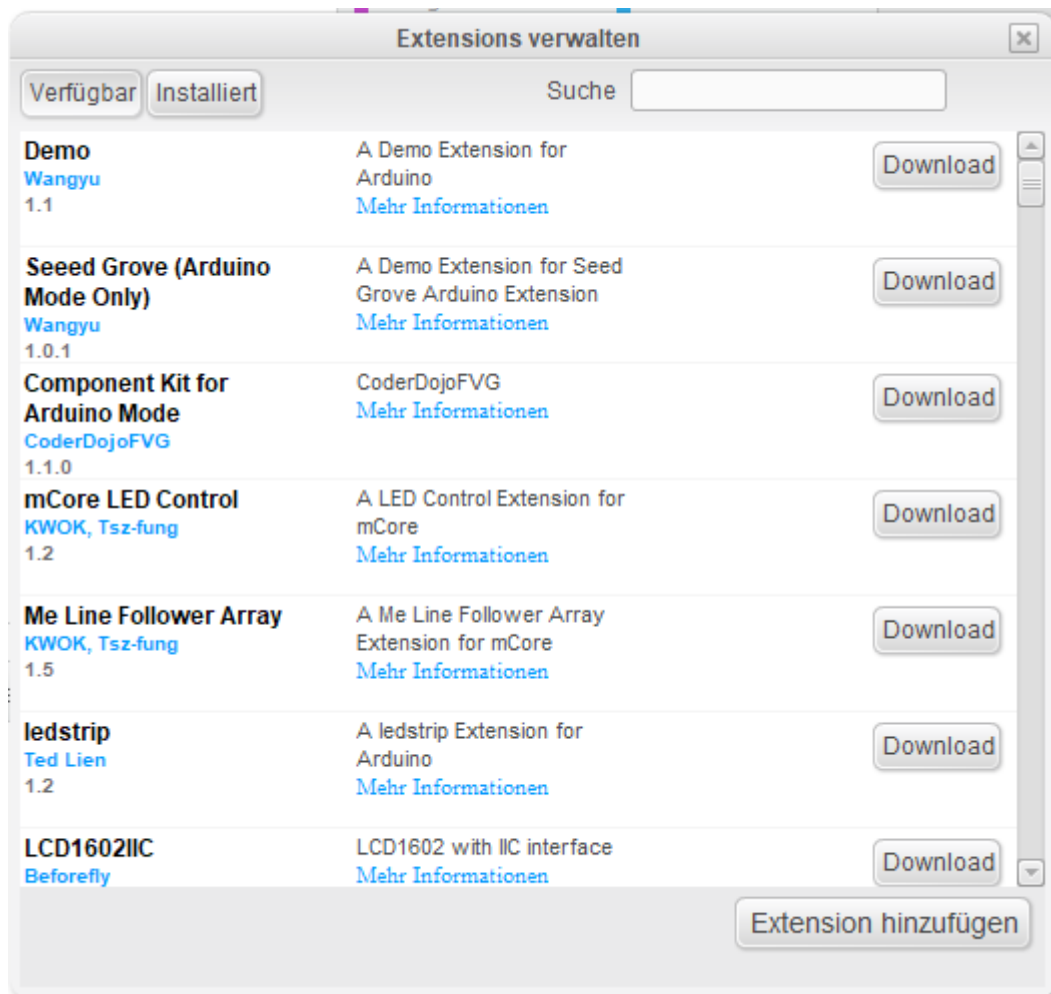 Extensions verwalten
Verfügbar Installiert Suche
Demo
Wangyu
1.1
A Demo Extension for
Arduino
Mehr Informationen
Download
Seeed Grove (Arduino
Mode Only)
Wangyu
1.0.1
A Demo Extension for Seed
Grove Arduino Extension
Mehr Informationen
Download
Component Kit for
Arduino Mode
CoderDojoFVG
1.1.0
CoderDojoFVG
Mehr Informationen
Download
mCore LED Control
KWOK, Tsz-fung
1.2
A LED Control Extension for
mCore
Mehr Informationen
Download
Me Line Follower Array
KWOK, Tsz-fung
1.5
A Me Line Follower Array
Extension for mCore
Mehr Informationen
Download
ledstrip
Ted Lien
1.2
A ledstrip Extension for
Arduino
Mehr Informationen
Download
LCD1602IIC
Beforefly
LCD1602 with IIC interface
Mehr Informationen
Download
Extension hinzufügen